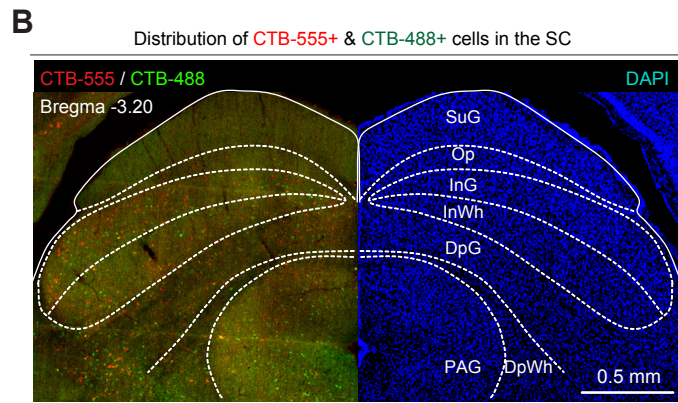 B
Distribution of CTB-555+ & CTB-488+ cells in the SC
CTB-555 / CTB-488
DAPI
Bregma -3.20
SuG
Op
InG
InWh
DpG
PAG
DpWh
0.5 mm